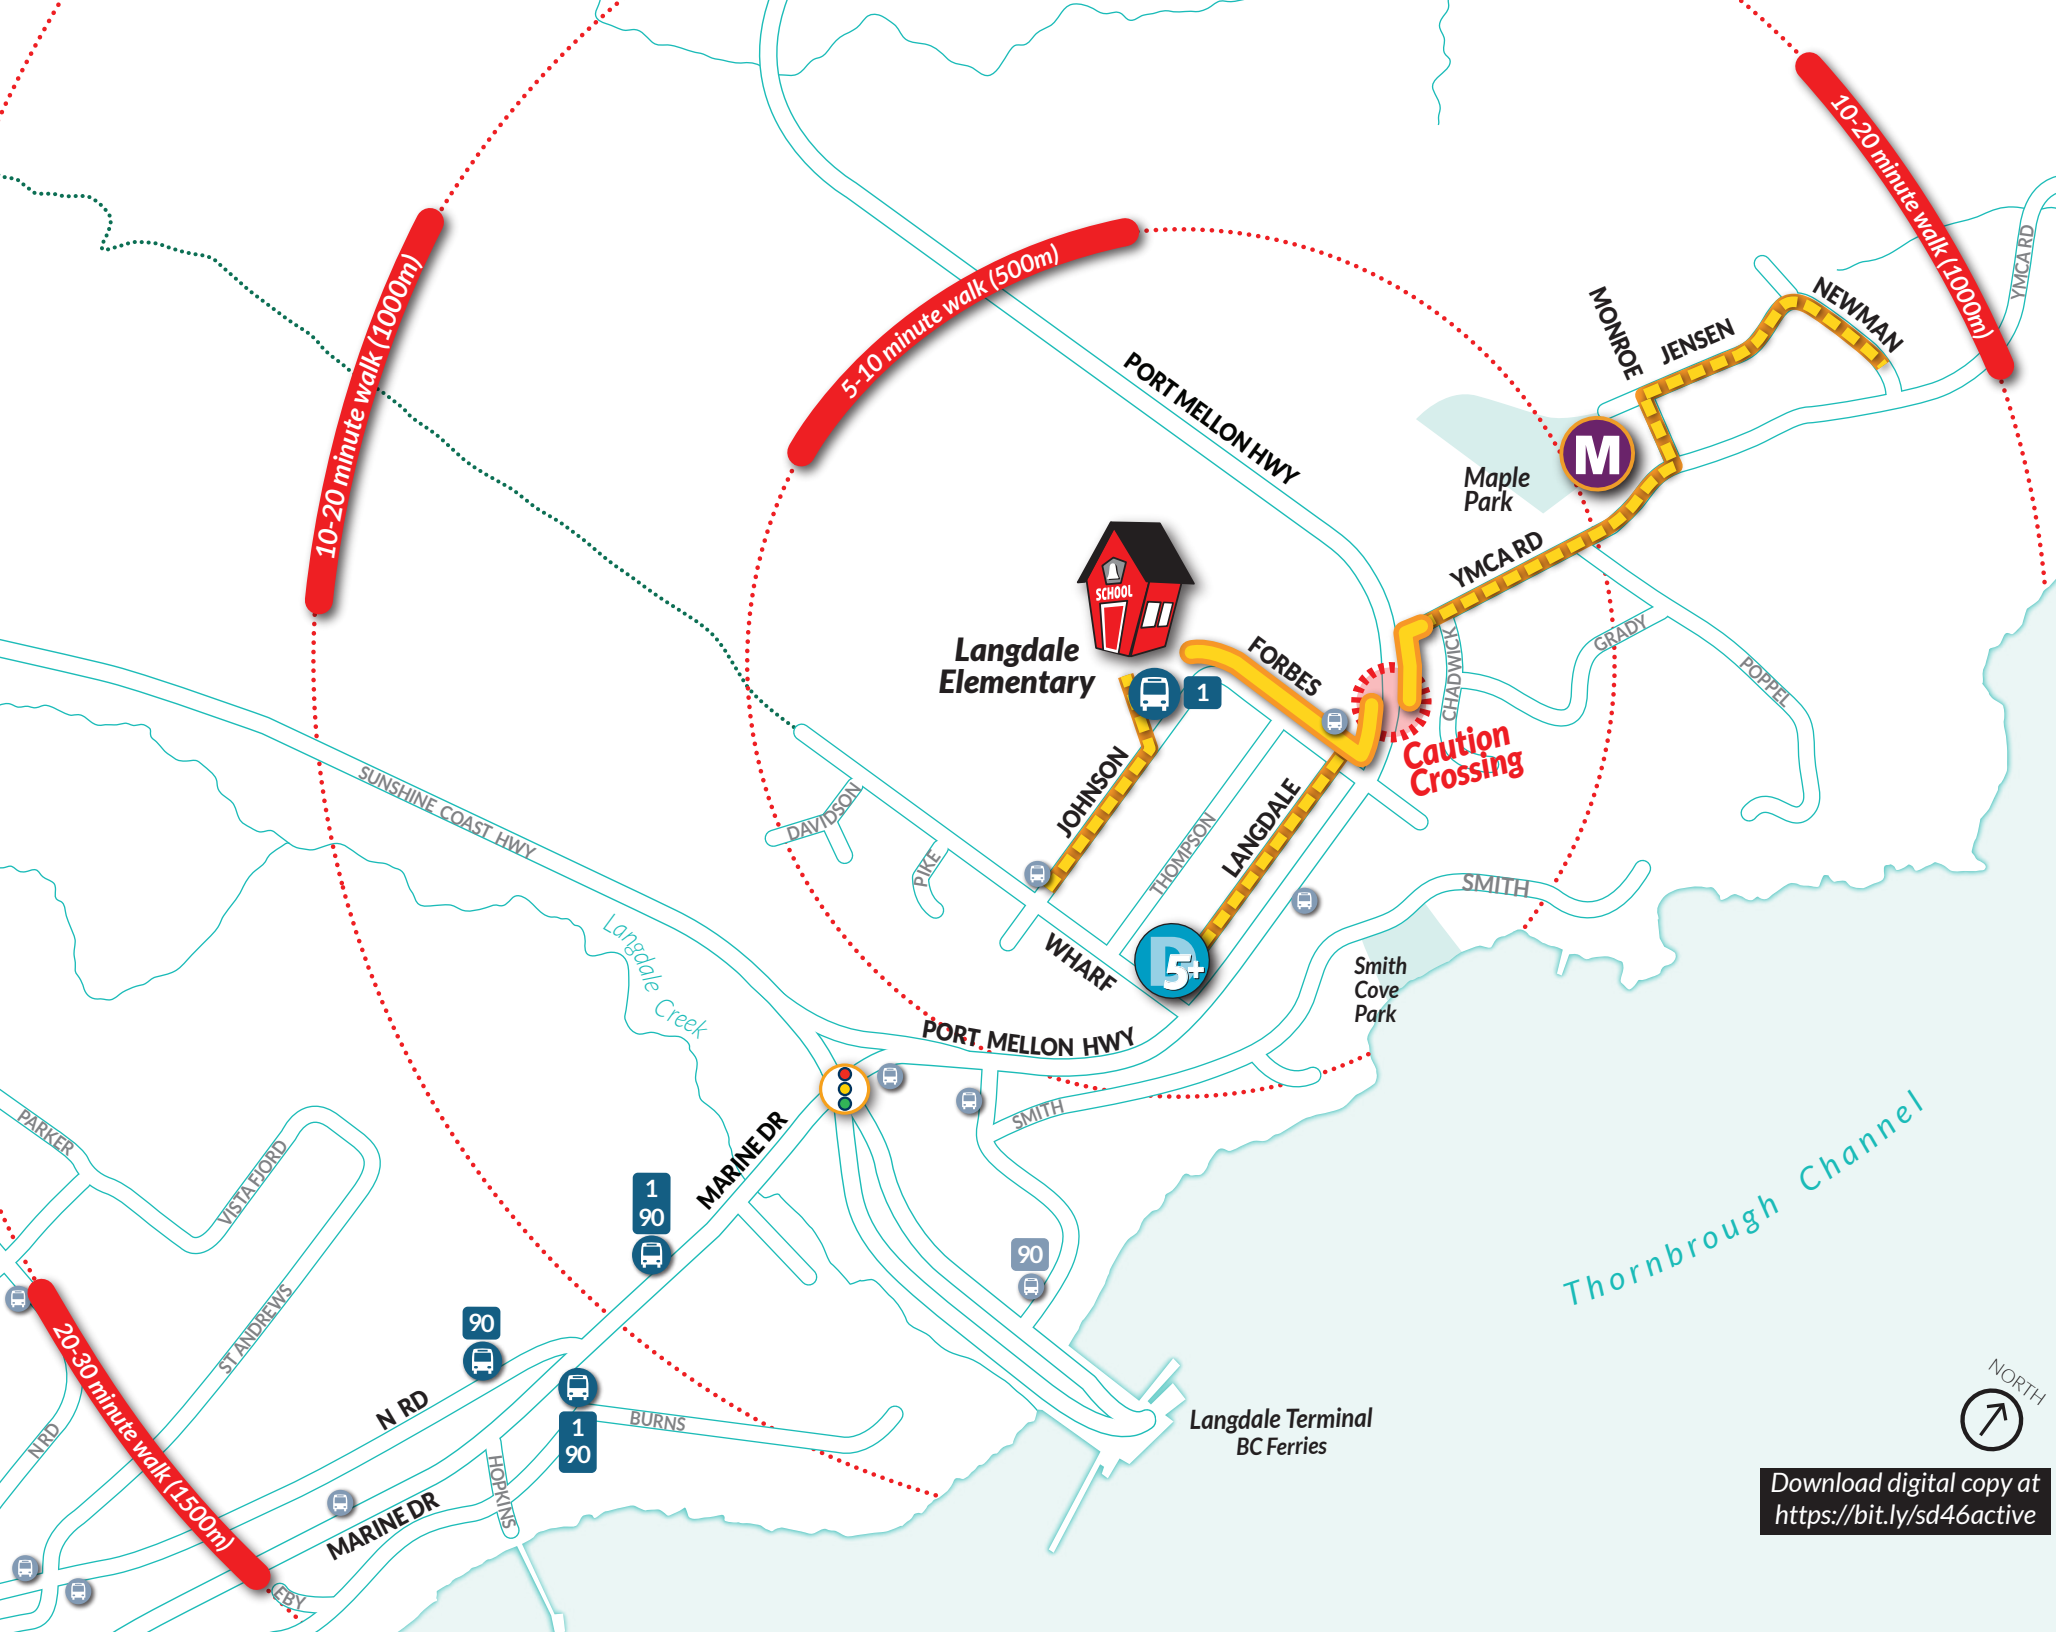 10-20 minute walk (1000m)
10-20 minute walk (1000m)
5-10 minute walk (500m)
YMCA RD
NEWMAN
MONROE
JENSEN
PORT MELLON HWY
M
Maple
Park
YMCA RD
SCHOOL
Langdale
Elementary
1
FORBES
CHADWICK
GRADY
POPPEL
Caution
Crossing
SUNSHINE COAST HWY
DAVIDSON
PIKE
JOHNSON
THOMPSON
LANGDALE
SMITH
Langdale Creek
WHARF
D
5+
Smith
Cove
Park
PORT MELLON HWY
SMITH
PARKER
VISTA FJORD
MARINE DR
1
90
90
Thornbrough Channel
ST ANDREWS
90
20-30 minute walk (1500m)
N RD
N RD
1
90
BURNS
Langdale Terminal
BC Ferries
HOPKINS
MARINE DR
EBY
NORTH
Download digital copy at
https://bit.ly/sd46active